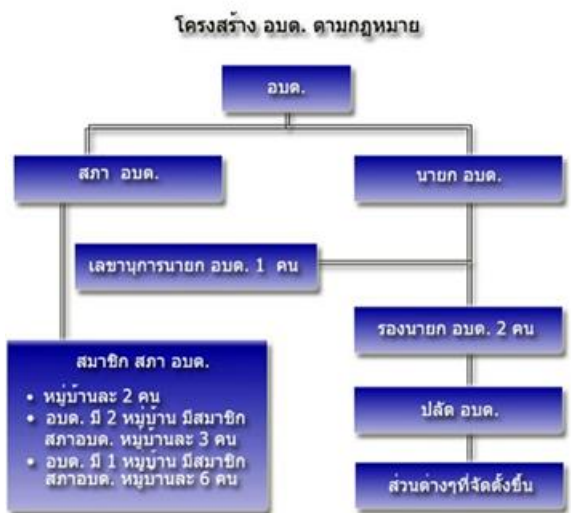 โครงสร้าง อบต. ตามกฎหมาย
อบต.
สภา อบต.
นายก อบต.
เลขานุการนายก อบต. 1 คน
รองนายก อบต. 2 คน
สมาชิก สภา อบต.
• หมู่บ้านละ 2 คน
• อบต. มี 2 หมู่บ้าน มีสมาชิก
สภาอบต. หมู่บ้านละ 3 คน
• อบต. มี 1 หมู่บ้าน มีสมาชิก
สภาอบต. หมู่บ้านละ 6 คน
ปลัด อบต.
ส่วนต่างๆที่จัดตั้งขึ้น